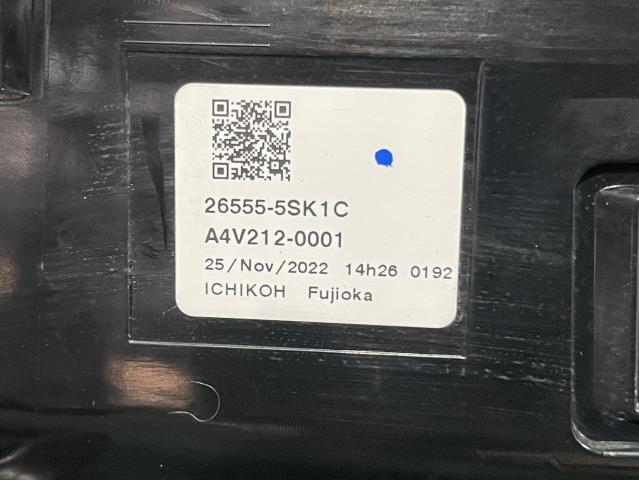 26555-5SK1C
A4V212-0001
25/Nov/2022 14h26 0192
ICHIKOH Fujioka